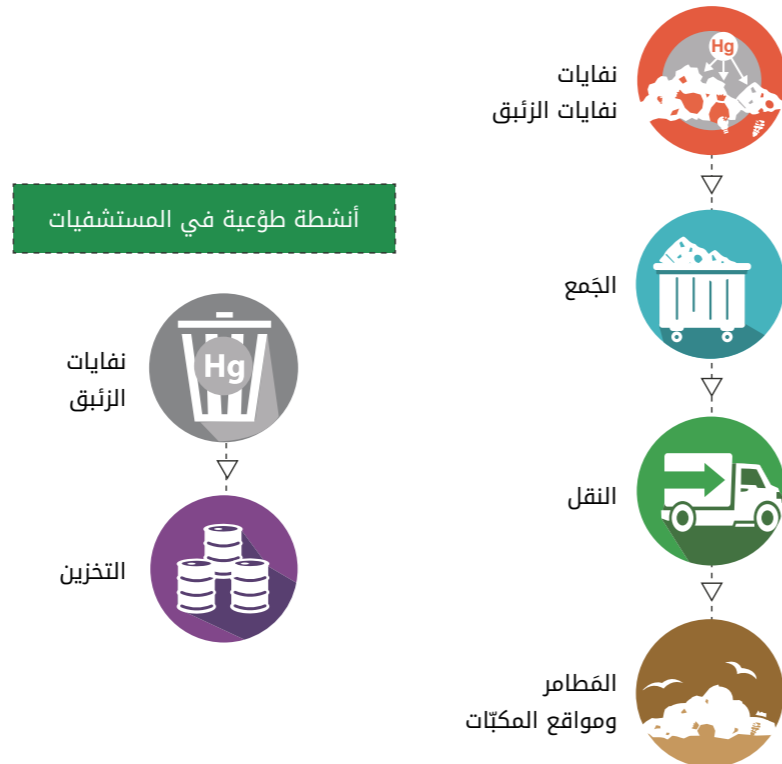 Hg
نفايات
نفايات الزئبق
الجَمع
النقل
المَطامر
ومواقع المكبّات
أنشطة طوْعية في المستشفيات
Hg
نفايات
الزئبق
التخزين